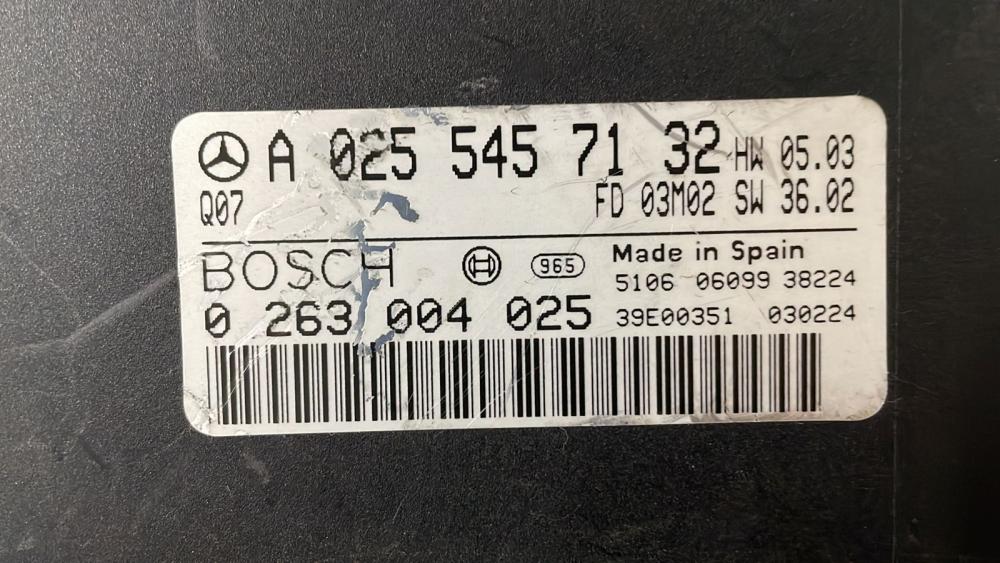 A 025 545 71 32 HW 05.03
Q07 FD 03M02 SW 36.02
BOSCH 965 Made in Spain
5106 06099 38224
0 263 004 025 39E00351 030224